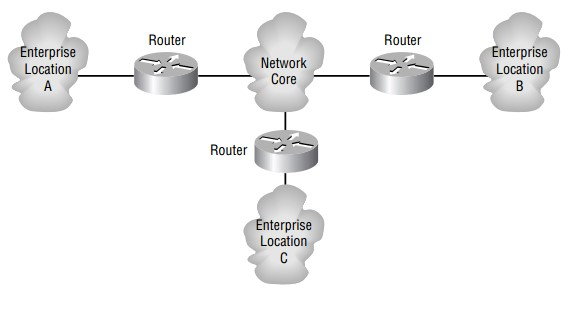 Enterprise
Location
A
Router
Network
Core
Router
Enterprise
Location
B
Router
Enterprise
Location
C